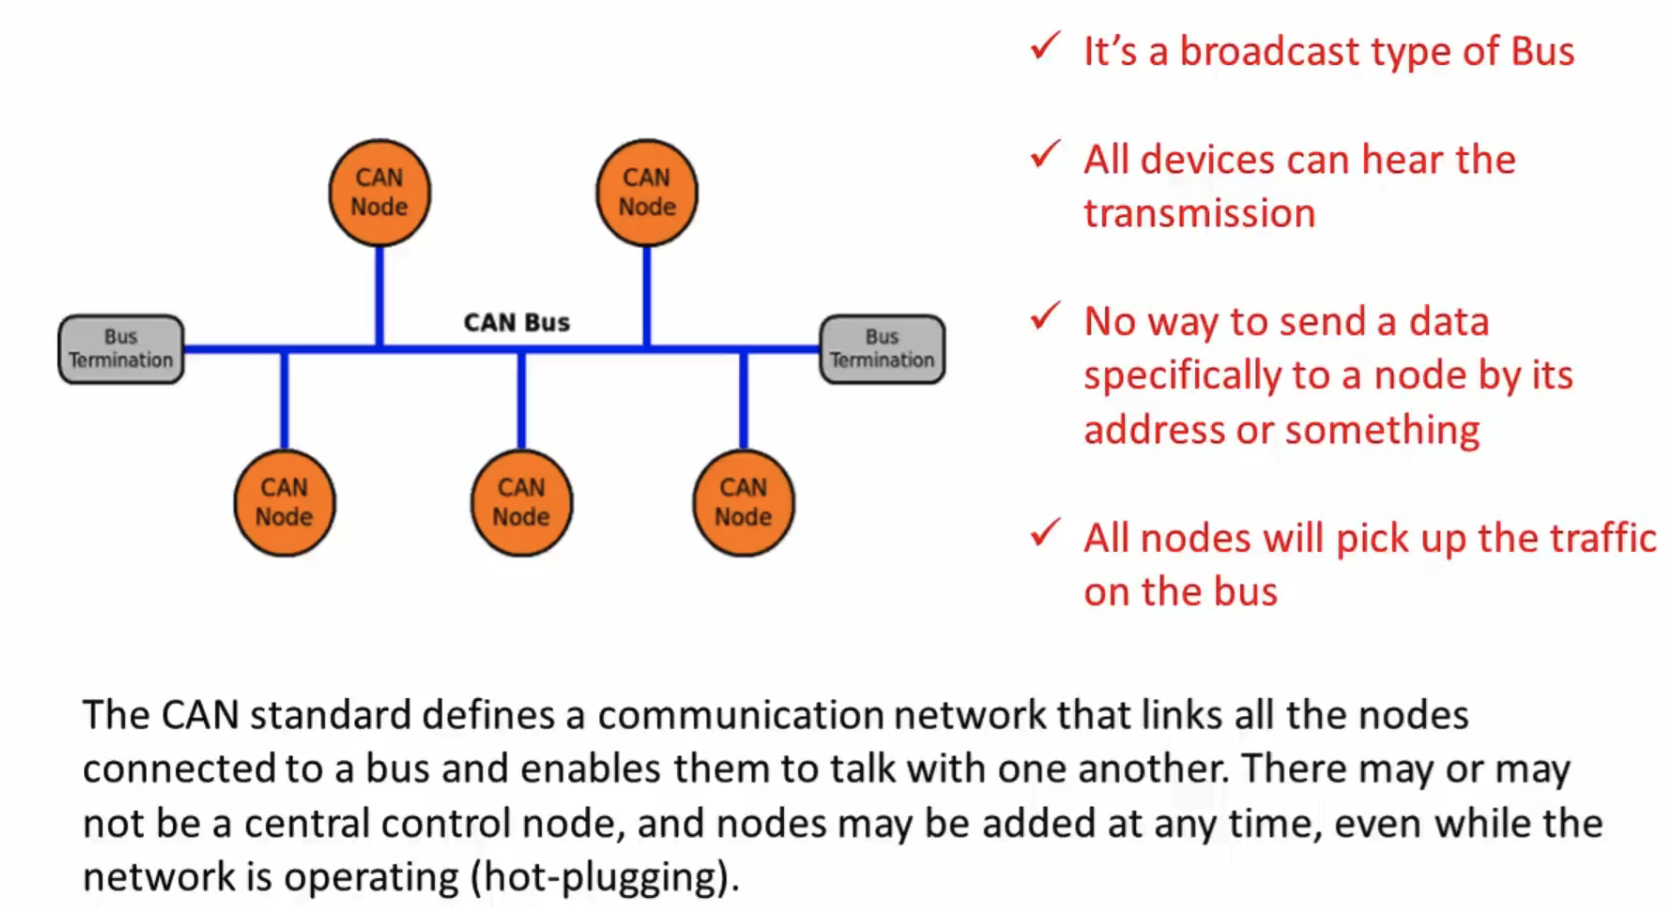 It's a broadcast type of Bus
All devices can hear the
transmission
No way to send a data
specifically to a node by its
address or something
All nodes will pick up the traffic
on the bus
CAN
Node
CAN
Node
CAN Bus
Bus
Termination
Bus
Termination
CAN
Node
CAN
Node
CAN
Node
The CAN standard defines a communication network that links all the nodes
connected to a bus and enables them to talk with one another. There may or may
not be a central control node, and nodes may be added at any time, even while the
network is operating (hot-plugging).